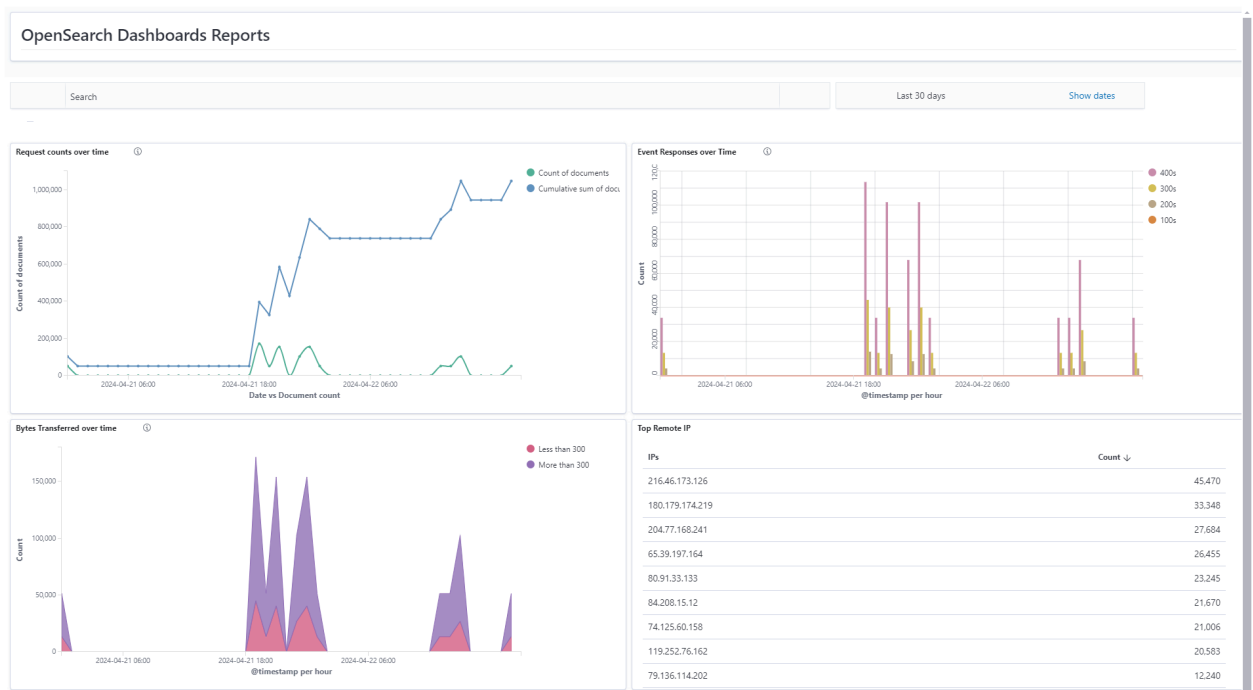 OpenSearch Dashboards Reports
Search
Last 30 days
Show dates
Request counts over time
Count of documents
Cumulative sum of docu
1,000,000
800,000
600,000
400,000
200,000
0
Count of documents
2024-04-21 06:00
2024-04-21 18:00
2024-04-22 06:00
Date vs Document count
Event Responses over Time
400s
300s
200s
100s
120,0
100,000
80,000
60,000
40,000
20,000
0
Count
2024-04-21 06:00
2024-04-21 18:00
2024-04-22 06:00
@timestamp per hour
Bytes Transferred over time
Less than 300
More than 300
150,000
100,000
50,000
0
Count
2024-04-21 06:00
2024-04-21 18:00
2024-04-22 06:00
@timestamp per hour
Top Remote IP
IPs Count
216.46.173.126 45,470
180.179.174.219 33,348
204.77.168.241 27,684
65.39.197.164 26,455
80.91.33.133 23,245
84.208.15.12 21,670
74.125.60.158 21,006
119.252.76.162 20,583
79.136.114.202 12,240